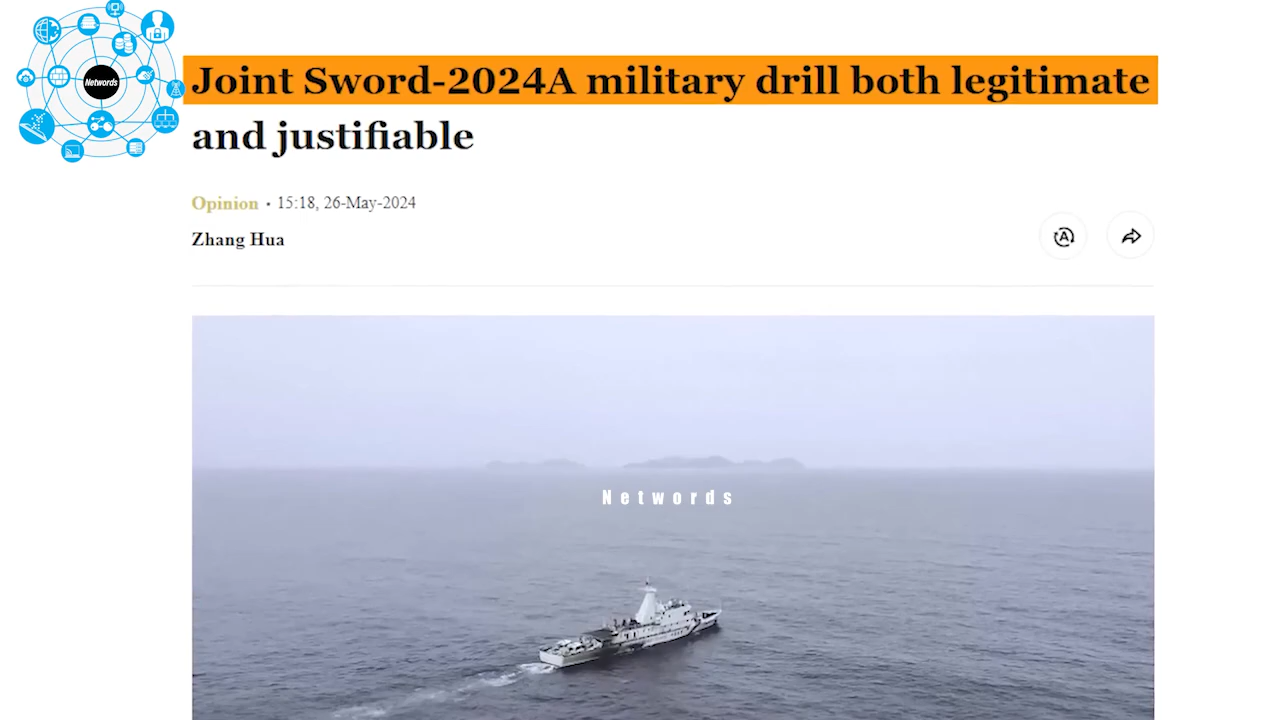 Networds
Joint Sword-2024A military drill both legitimate
and justifiable
Opinion • 15:18, 26-May-2024
Zhang Hua
A
Networds